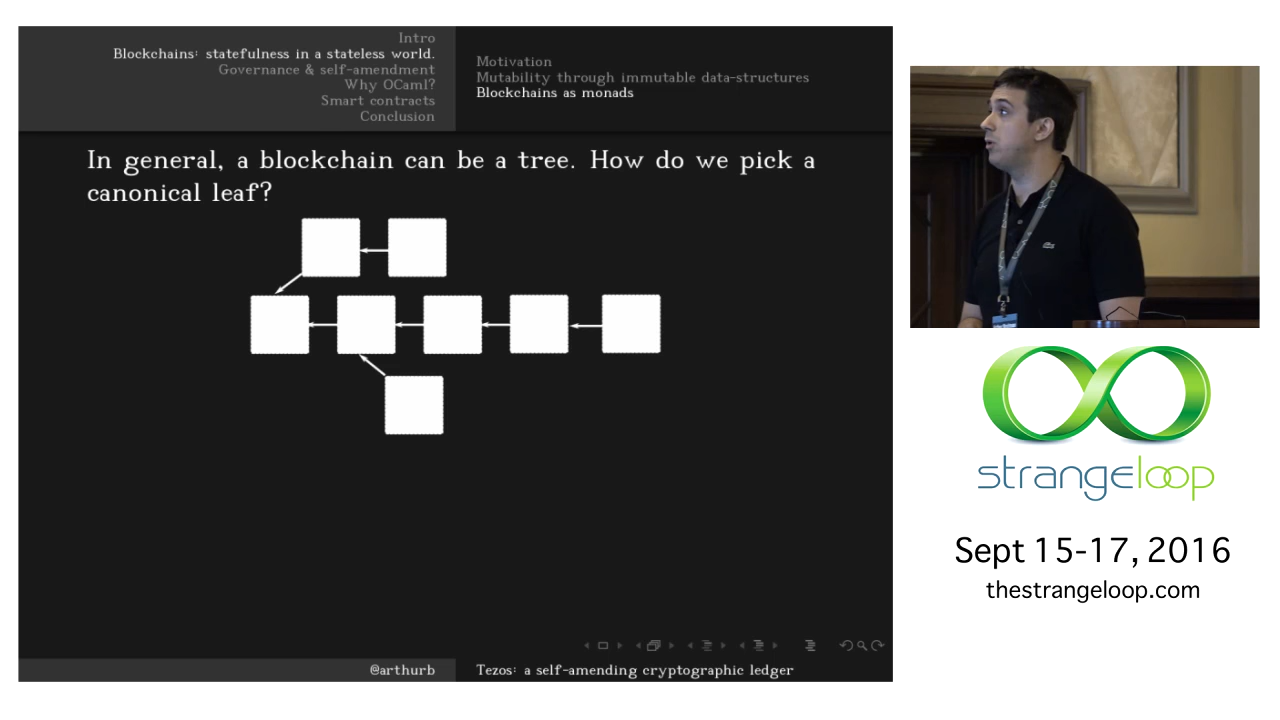 Intro
Blockchains: statefulness in a stateless world.
Governance & self-amendment
Why OCaml?
Smart contracts
Conclusion
Motivation
Mutability through immutable data-structures
Blockchains as monads
In general, a blockchain can be a tree. How do we pick a
canonical leaf?
@arthurb
Tezos: a self-amending cryptographic ledger
strangeloop
Sept 15-17, 2016
thestrangeloop.com